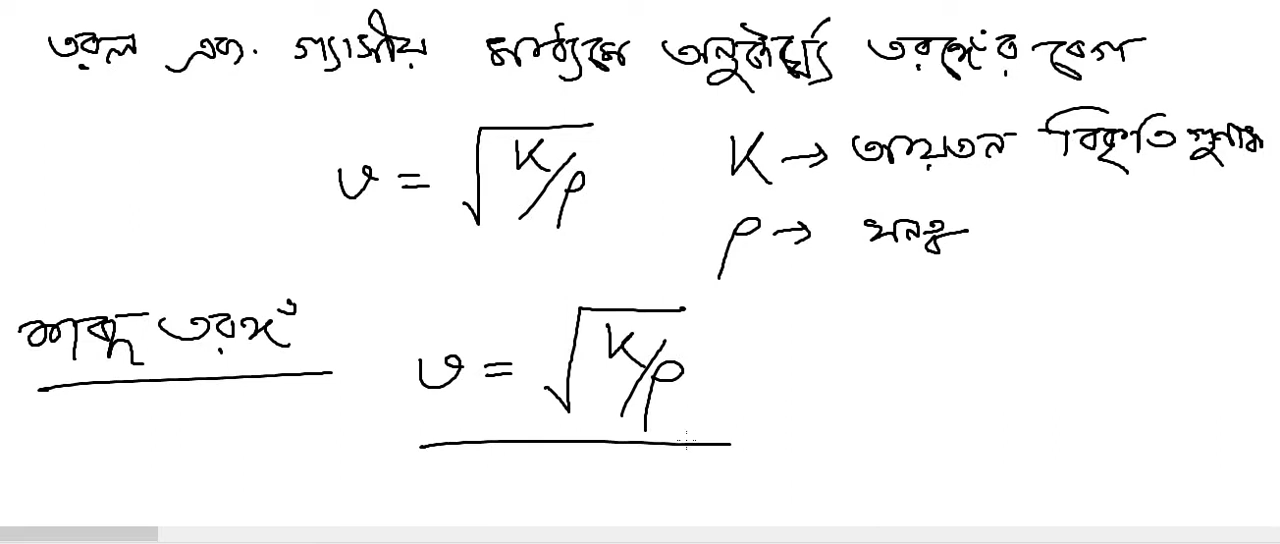 তরল এবং গ্যাসীয় মাধ্যমে অনুদৈর্ঘ্য তরঙ্গের বেগ
v = √K/ρ K → আয়তন বিকৃতি গুণাঙ্ক
ρ → ঘনত্ব
শব্দ তরঙ্গ
v = √K/ρ